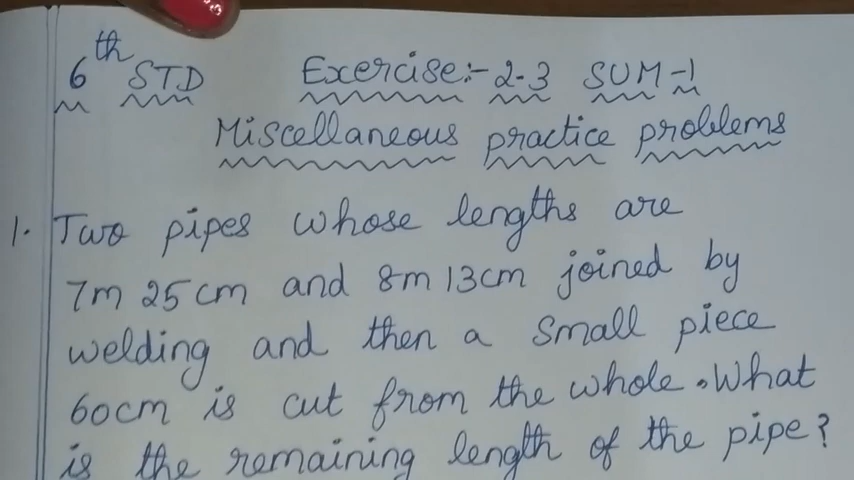 6th STD Exercise:- 2.3 SUM-1
Miscellaneous practice problems
1. Two pipes whose lengths are
7m 25cm and 8m 13cm joined by
welding and then a small piece
60cm is cut from the whole. What
is the remaining length of the pipe?